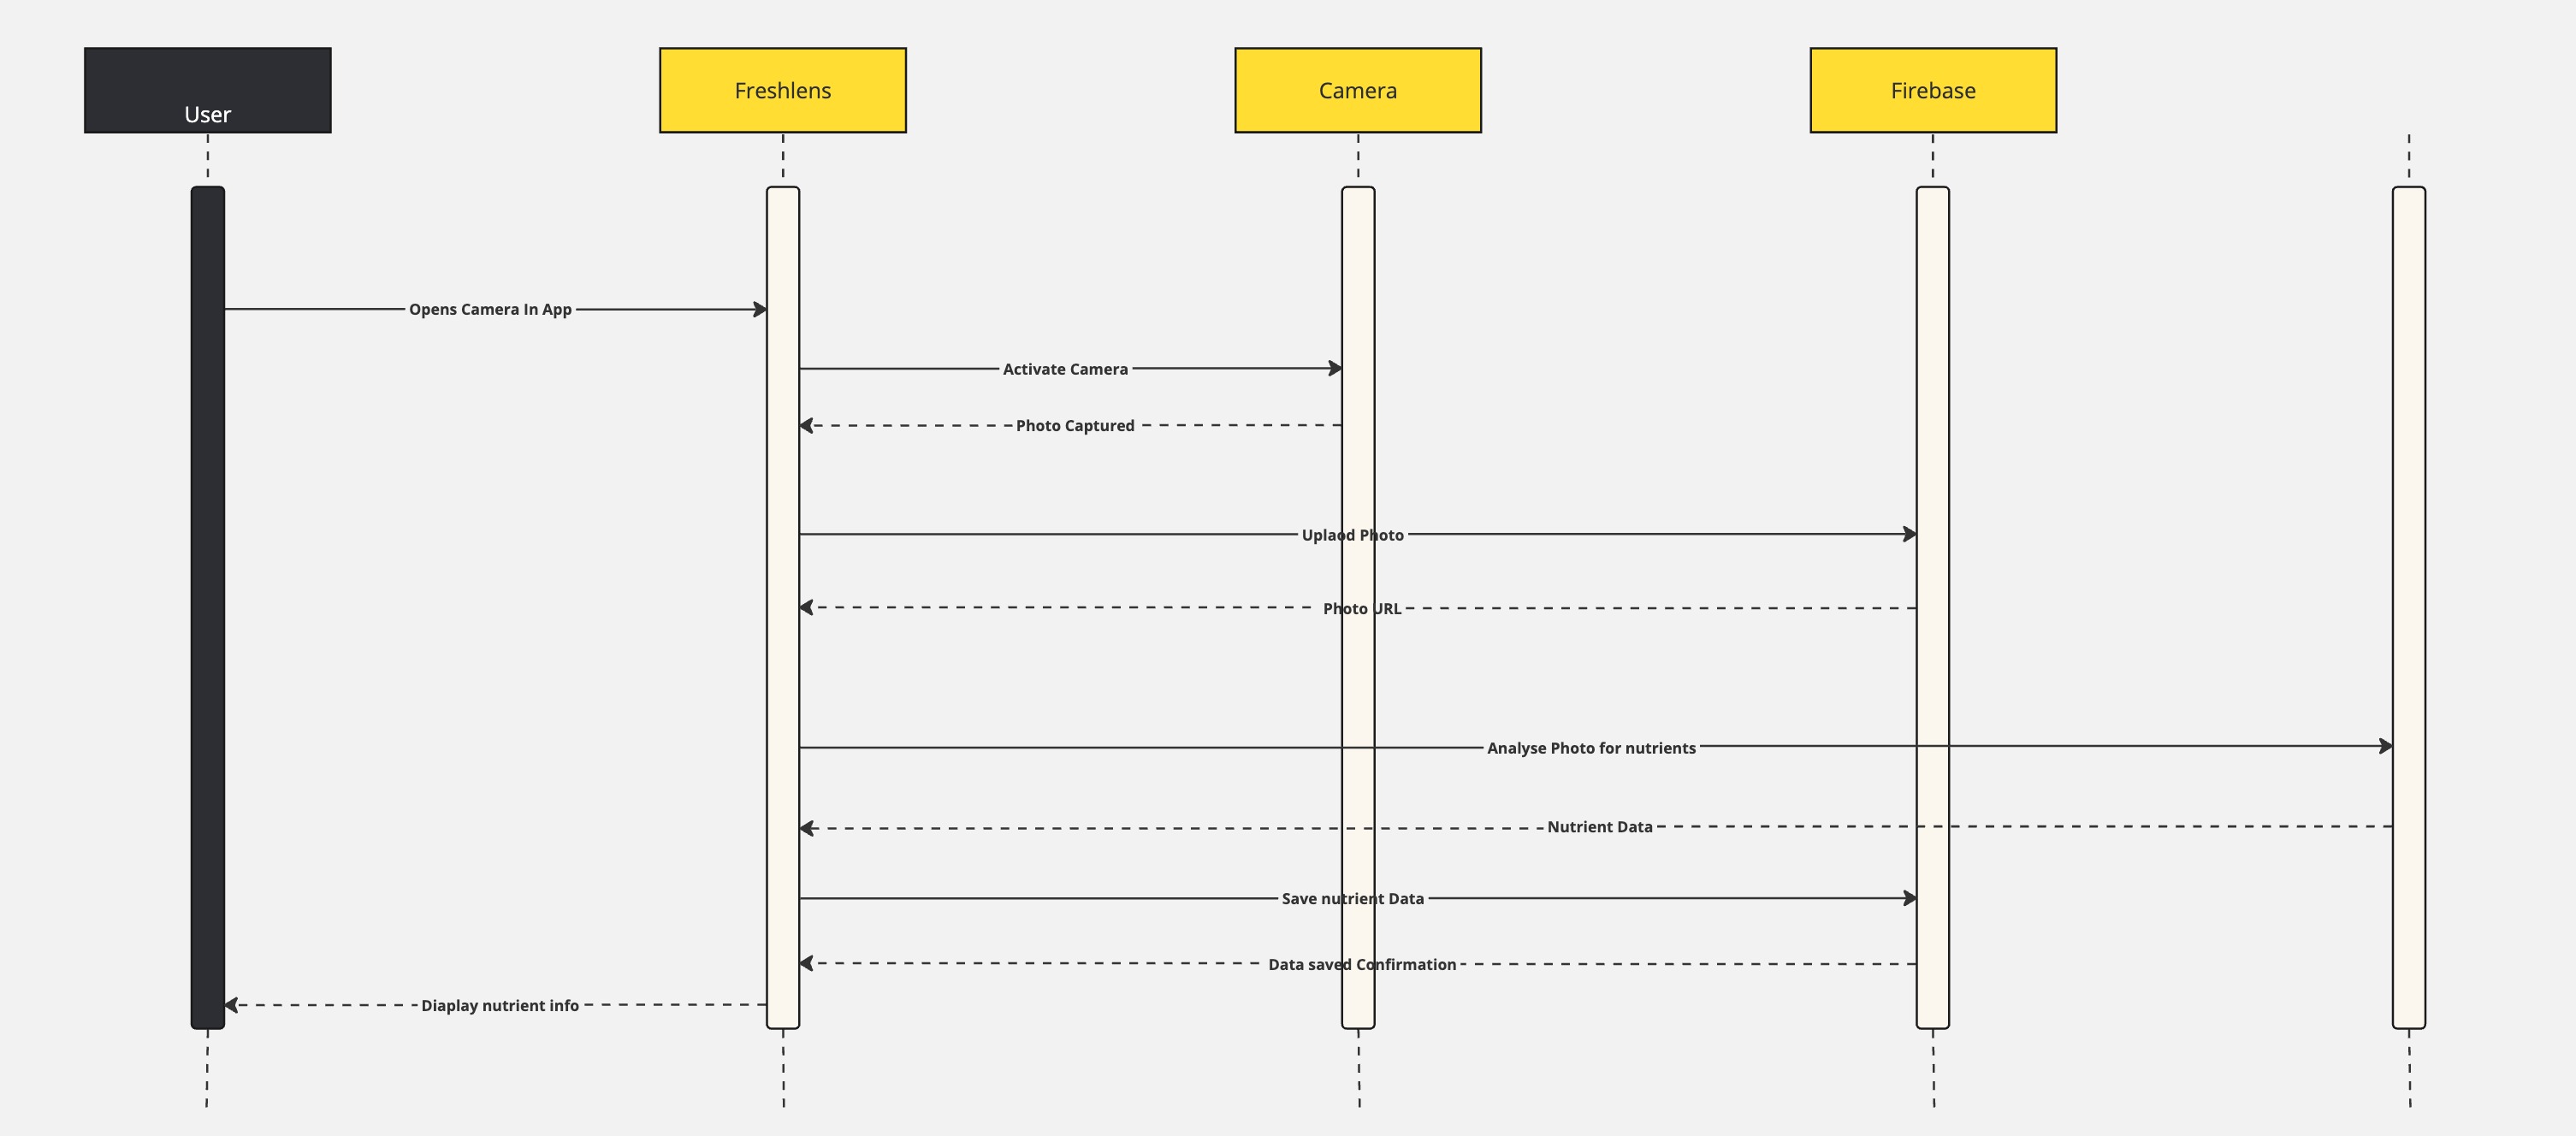 User
Freshlens
Camera
Firebase
Opens Camera In App
Activate Camera
Photo Captured
Uplaod Photo
Photo URL
Analyse Photo for nutrients
Nutrient Data
Save nutrient Data
Data saved Confirmation
Diaplay nutrient info